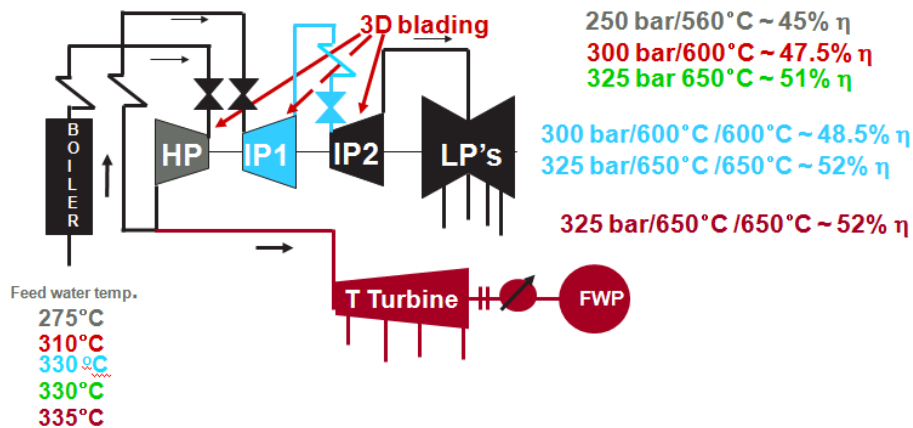 3D blading
250 bar/560°C ~ 45% η
300 bar/600°C ~ 47.5% η
325 bar 650°C ~ 51% η
BOILER
HP
IP1
IP2
LP's
300 bar/600°C /600°C ~ 48.5% η
325 bar/650°C /650°C ~ 52% η
325 bar/650°C /650°C ~ 52% η
T Turbine
FWP
Feed water temp.
275°C
310°C
330 ºC
330°C
335°C